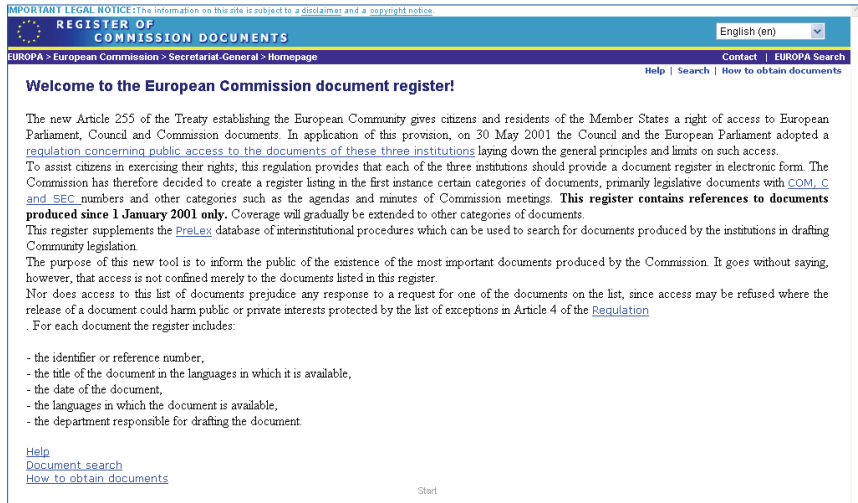 IMPORTANT LEGAL NOTICE: The information on this site is subject to a disclaimer and a copyright notice.
REGISTER OF
COMMISSION DOCUMENTS
English (en)
EUROPA > European Commission > Secretariat-General > Homepage
Contact | EUROPA Search
Help | Search | How to obtain documents
Welcome to the European Commission document register!
The new Article 255 of the Treaty establishing the European Community gives citizens and residents of the Member States a right of access to European
Parliament, Council and Commission documents. In application of this provision, on 30 May 2001 the Council and the European Parliament adopted a
regulation concerning public access to the documents of these three institutions laying down the general principles and limits on such access.
To assist citizens in exercising their rights, this regulation provides that each of the three institutions should provide a document register in electronic form. The
Commission has therefore decided to create a register listing in the first instance certain categories of documents, primarily legislative documents with COM, C
and SEC numbers and other categories such as the agendas and minutes of Commission meetings. This register contains references to documents
produced since 1 January 2001 only. Coverage will gradually be extended to other categories of documents.
This register supplements the PreLex database of interinstitutional procedures which can be used to search for documents produced by the institutions in drafting
Community legislation.
The purpose of this new tool is to inform the public of the existence of the most important documents produced by the Commission. It goes without saying,
however, that access is not confined merely to the documents listed in this register.
Nor does access to this list of documents prejudice any response to a request for one of the documents on the list, since access may be refused where the
release of a document could harm public or private interests protected by the list of exceptions in Article 4 of the Regulation
. For each document the register includes:
- the identifier or reference number,
- the title of the document in the languages in which it is available,
- the date of the document,
- the languages in which the document is available,
- the department responsible for drafting the document.
Help
Document search
How to obtain documents
Start